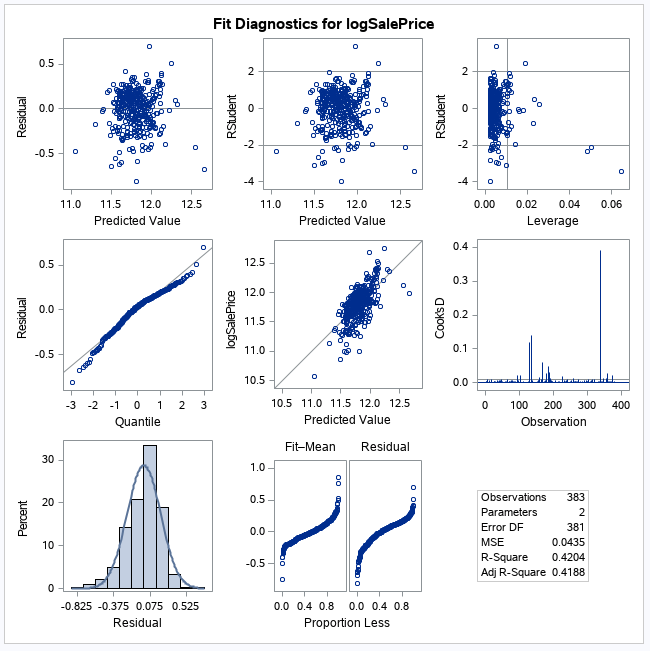 Fit Diagnostics for logSalePrice
Residual
0.5
0.0
-0.5
11.0 11.5 12.0 12.5
Predicted Value
RStudent
2
0
-2
-4
11.0 11.5 12.0 12.5
Predicted Value
RStudent
2
0
-2
-4
0.00 0.02 0.04 0.06
Leverage
Residual
0.5
0.0
-0.5
-3 -2 -1 0 1 2 3
Quantile
logSalePrice
12.5
12.0
11.5
11.0
10.5
10.5 11.0 11.5 12.0 12.5
Predicted Value
Cook's D
0.4
0.3
0.2
0.1
0.0
0 100 200 300 400
Observation
Percent
30
20
10
0
-0.825 -0.375 0.075 0.525
Residual
Fit–Mean Residual
1.0
0.5
0.0
-0.5
0.0 0.4 0.8 0.0 0.4 0.8
Proportion Less
Observations 383
Parameters 2
Error DF 381
MSE 0.0435
R-Square 0.4204
Adj R-Square 0.4188